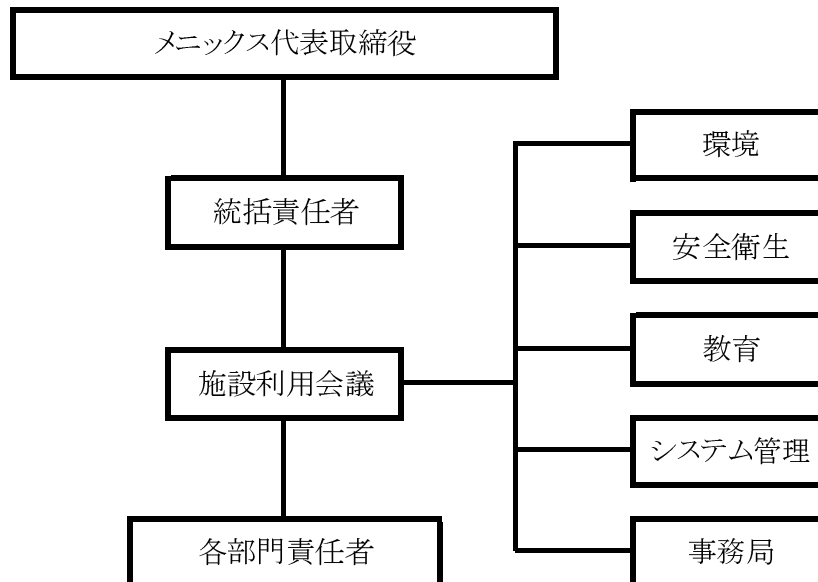 メニックス代表取締役
環境
統括責任者
安全衛生
教育
施設利用会議
システム管理
各部門責任者
事務局